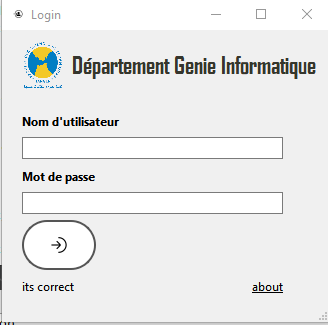 Login
Département Genie Informatique
Nom d'utilisateur
Mot de passe
its correct
about